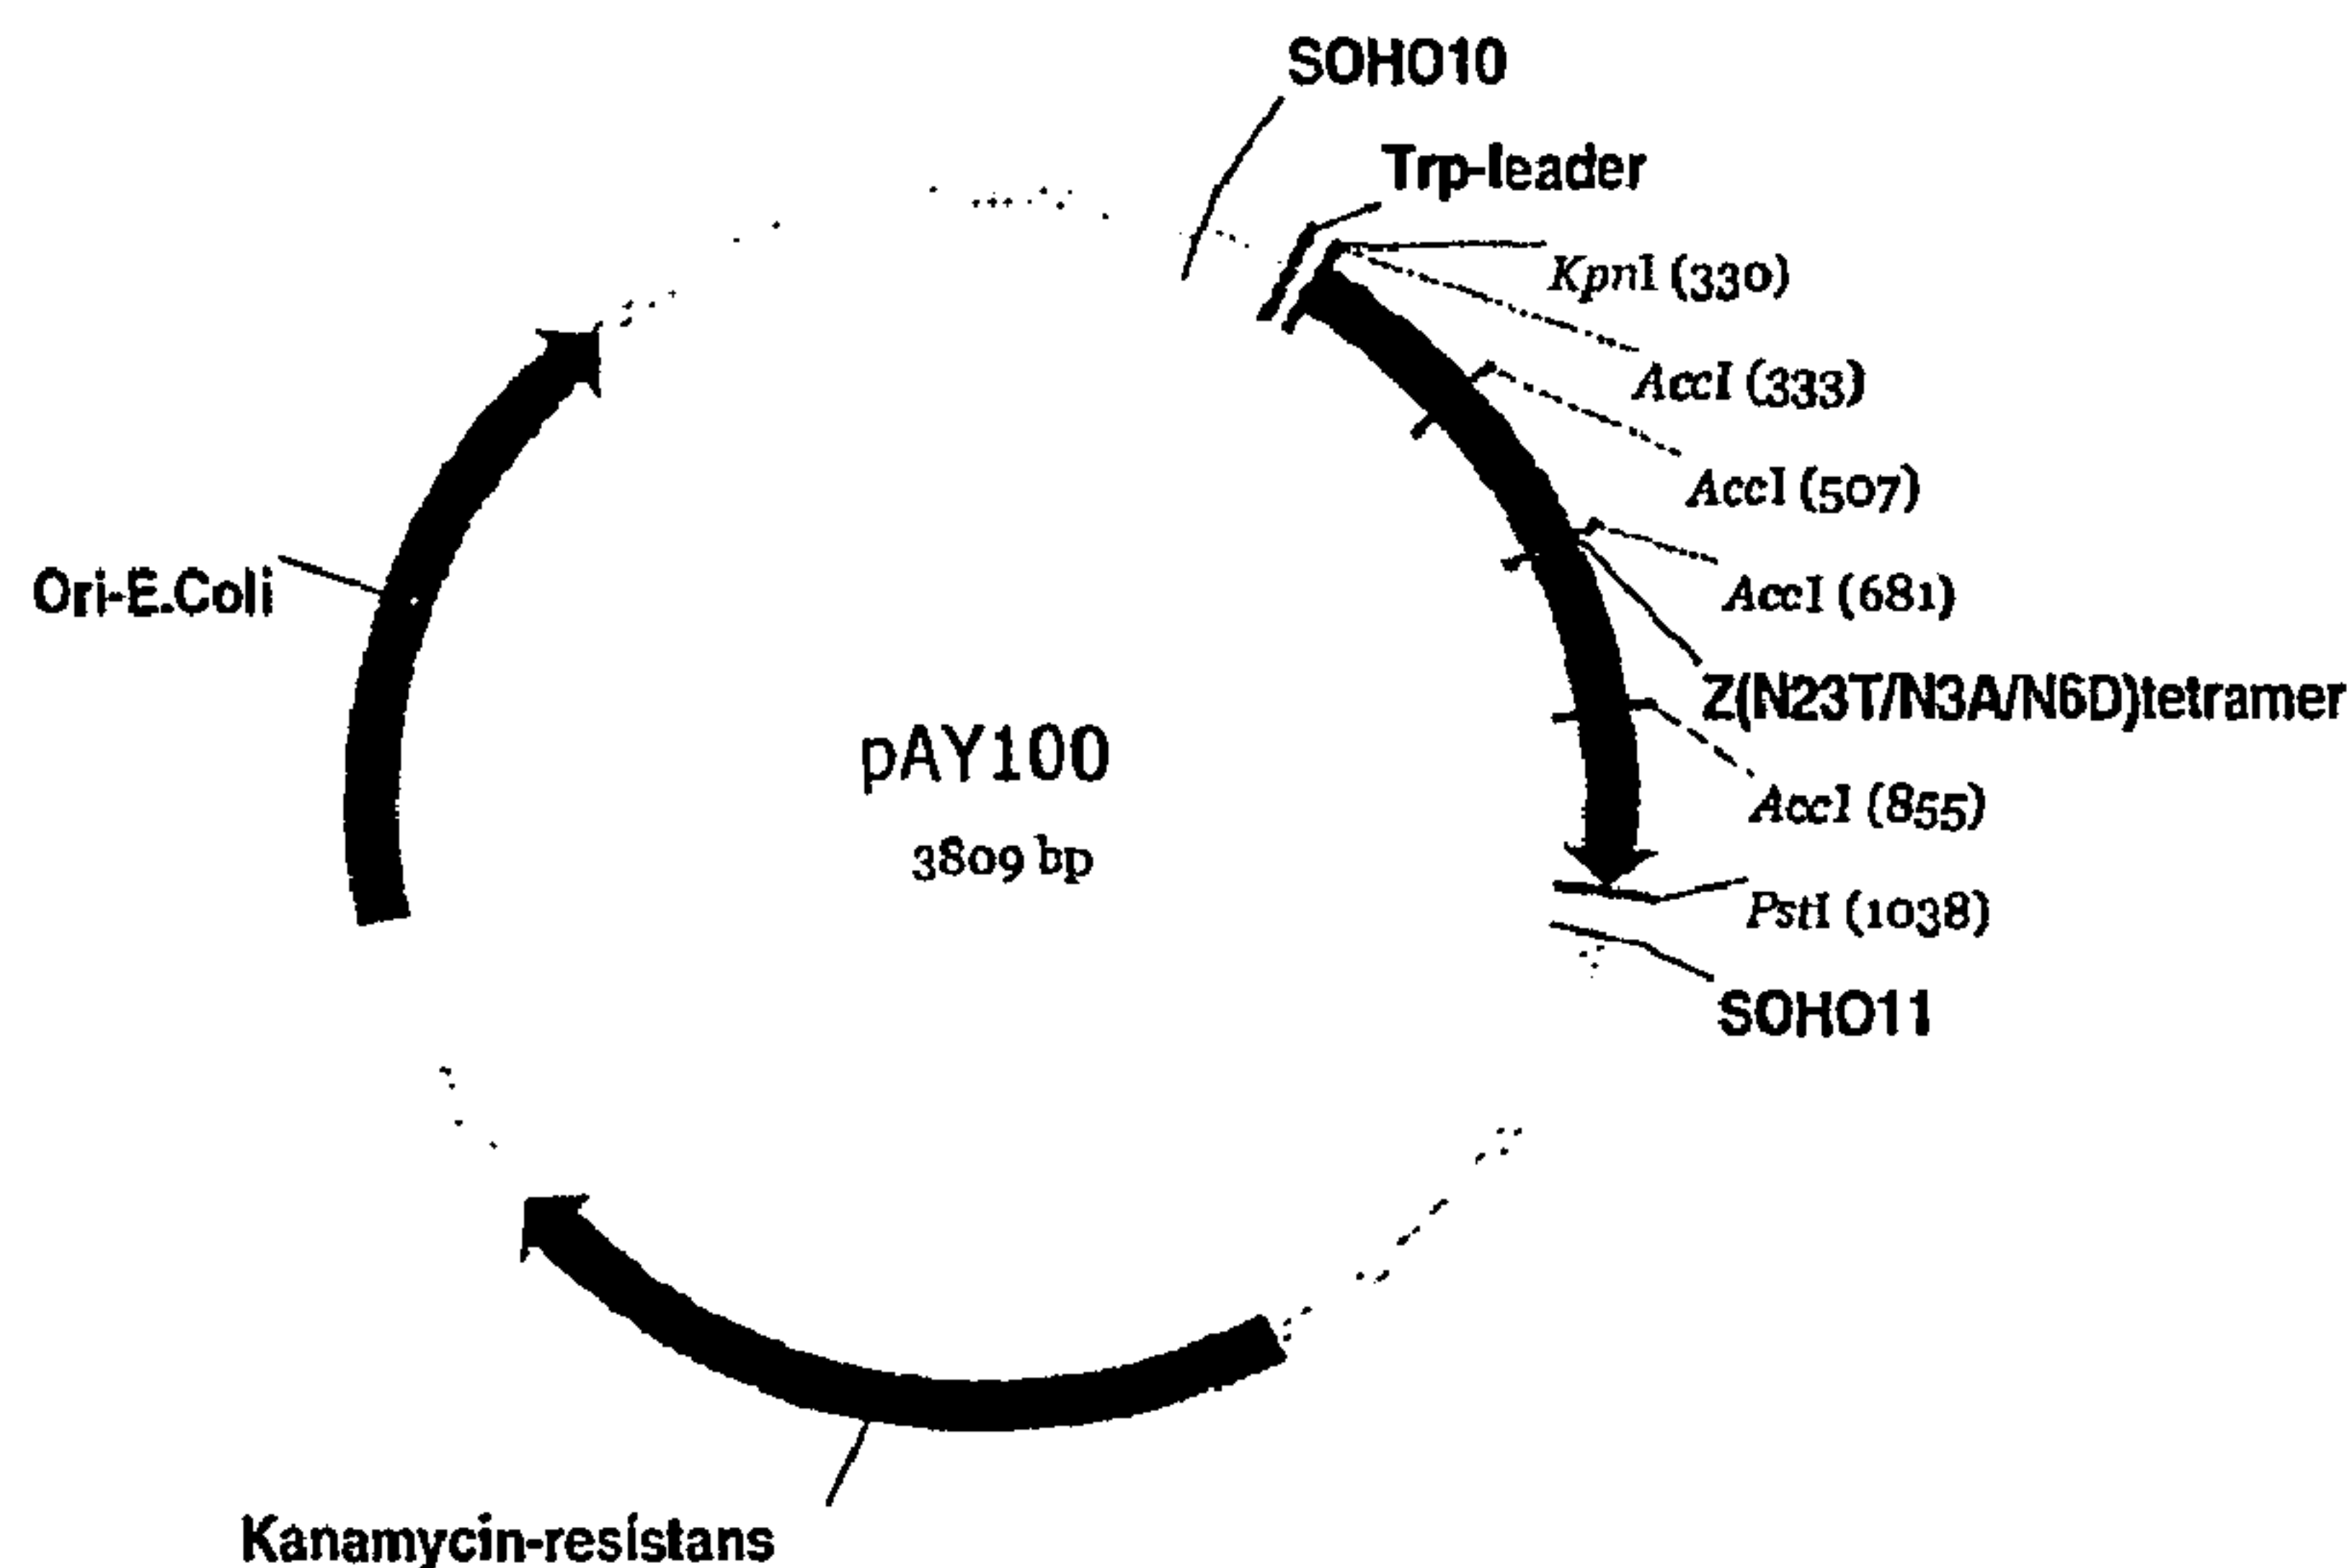 SOHO10
Trp-leader
KpnI (330)
AccI (333)
AccI (507)
AccI (681)
Ori-E.Coli
Z(N23T/N3A/N6D)tetramer
pAY100
AccI (855)
3809 bp
PstI (1038)
SOHO11
Kanamycin-resistans